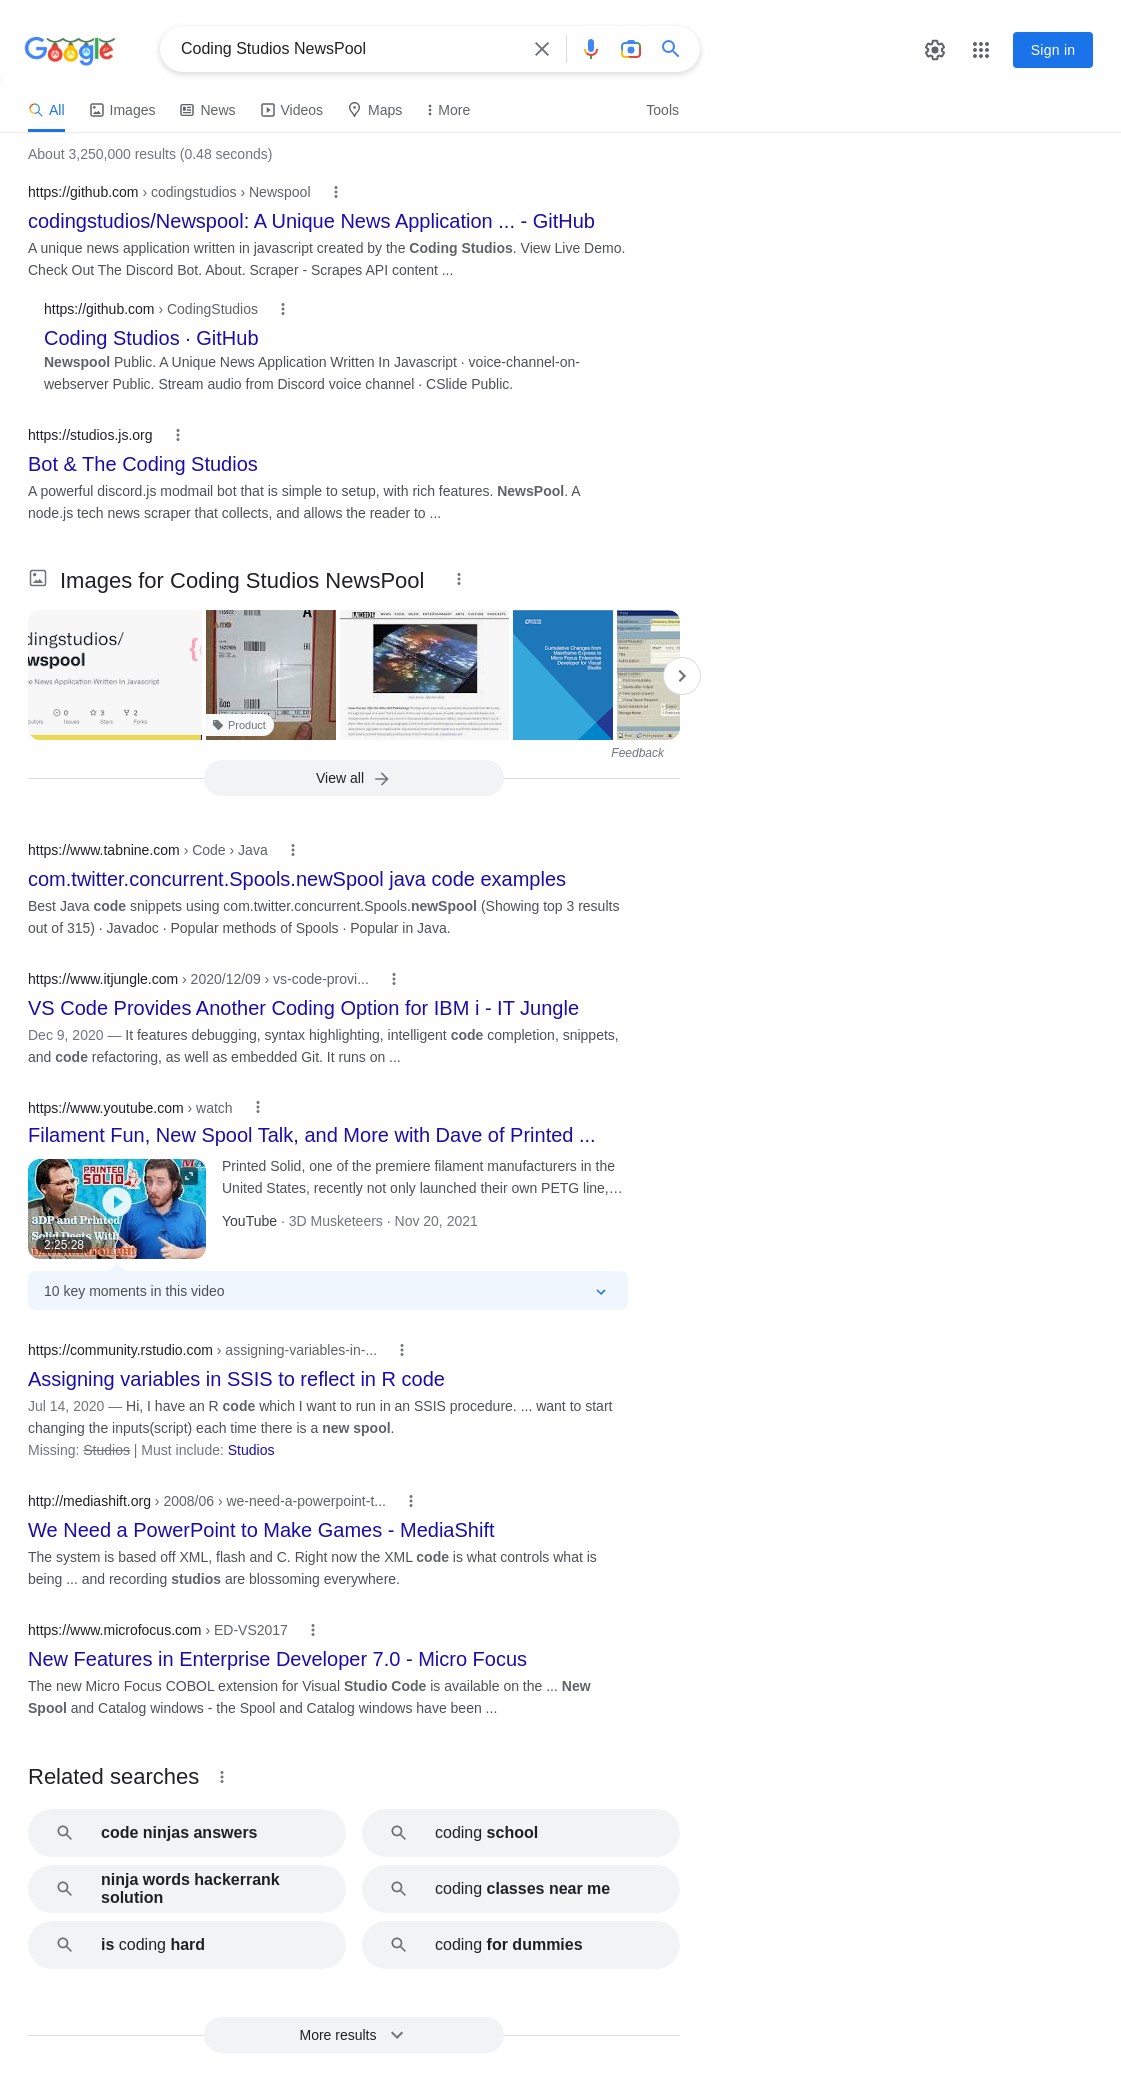 Google
Coding Studios NewsPool
Sign in
All
Images
News
Videos
Maps
More
Tools
About 3,250,000 results (0.48 seconds)
https://github.com › codingstudios › Newspool
codingstudios/Newspool: A Unique News Application ... - GitHub
A unique news application written in javascript created by the Coding Studios. View Live Demo.
Check Out The Discord Bot. About. Scraper - Scrapes API content ...
https://github.com › CodingStudios
Coding Studios · GitHub
Newspool Public. A Unique News Application Written In Javascript · voice-channel-on-
webserver Public. Stream audio from Discord voice channel · CSlide Public.
https://studios.js.org
Bot & The Coding Studios
A powerful discord.js modmail bot that is simple to setup, with rich features. NewsPool. A
node.js tech news scraper that collects, and allows the reader to ...
Images for Coding Studios NewsPool
dingstudios/
wspool
e News Application Written In Javascript
0
3
2
Issues
Stars
Forks
Product
Cumulative Changes from
Mainframe Express to
Micro Focus Enterprise
Developer for Visual
Studio
Feedback
View all
https://www.tabnine.com › Code › Java
com.twitter.concurrent.Spools.newSpool java code examples
Best Java code snippets using com.twitter.concurrent.Spools.newSpool (Showing top 3 results
out of 315) · Javadoc · Popular methods of Spools · Popular in Java.
https://www.itjungle.com › 2020/12/09 › vs-code-provi...
VS Code Provides Another Coding Option for IBM i - IT Jungle
Dec 9, 2020 — It features debugging, syntax highlighting, intelligent code completion, snippets,
and code refactoring, as well as embedded Git. It runs on ...
https://www.youtube.com › watch
Filament Fun, New Spool Talk, and More with Dave of Printed ...
PRINTED
SOLID
3DP and Printed
Solid Deets With
2:25:28
Printed Solid, one of the premiere filament manufacturers in the
United States, recently not only launched their own PETG line,...
YouTube · 3D Musketeers · Nov 20, 2021
10 key moments in this video
https://community.rstudio.com › assigning-variables-in-...
Assigning variables in SSIS to reflect in R code
Jul 14, 2020 — Hi, I have an R code which I want to run in an SSIS procedure. ... want to start
changing the inputs(script) each time there is a new spool.
Missing: Studios | Must include: Studios
http://mediashift.org › 2008/06 › we-need-a-powerpoint-t...
We Need a PowerPoint to Make Games - MediaShift
The system is based off XML, flash and C. Right now the XML code is what controls what is
being ... and recording studios are blossoming everywhere.
https://www.microfocus.com › ED-VS2017
New Features in Enterprise Developer 7.0 - Micro Focus
The new Micro Focus COBOL extension for Visual Studio Code is available on the ... New
Spool and Catalog windows - the Spool and Catalog windows have been ...
Related searches
code ninjas answers
coding school
ninja words hackerrank
solution
coding classes near me
is coding hard
coding for dummies
More results